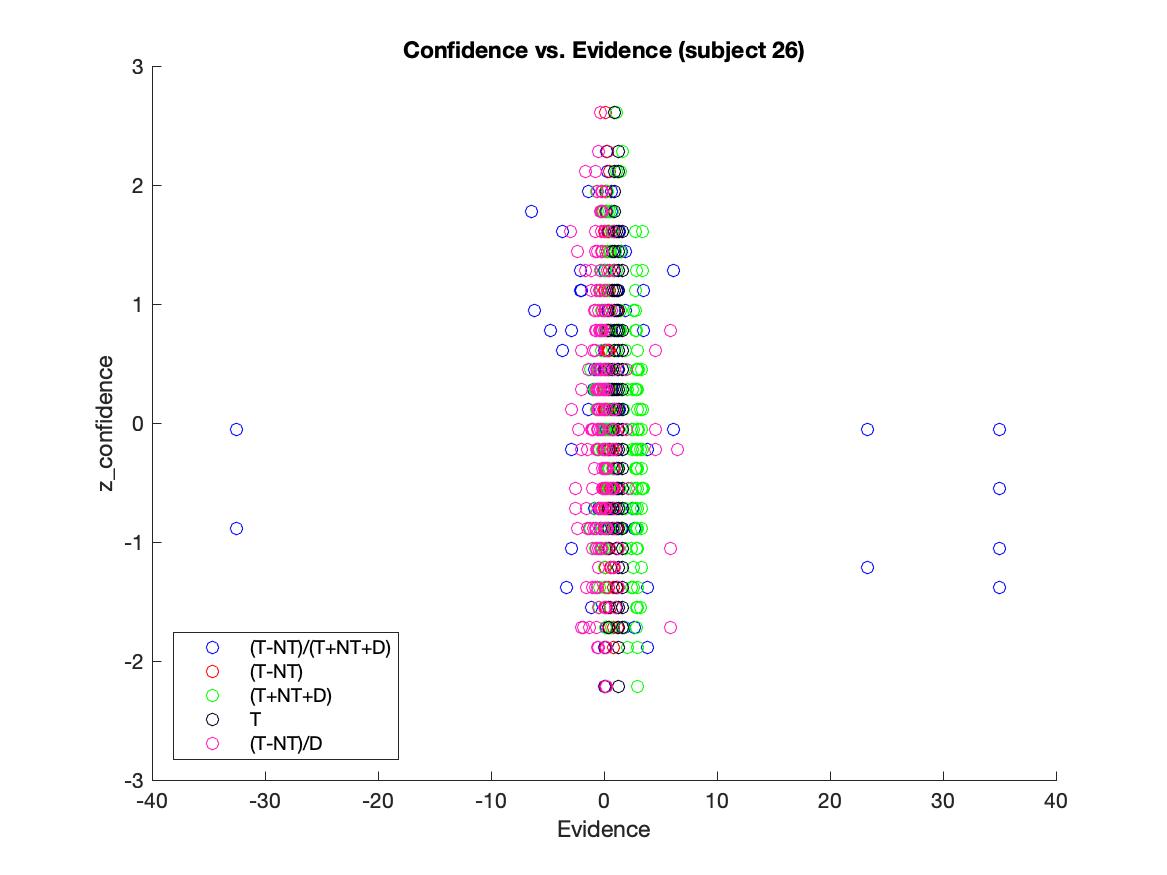 Confidence vs. Evidence (subject 26)
3
2
1
0
-1
-2
-3
z_confidence
(T-NT)/(T+NT+D)
(T-NT)
(T+NT+D)
T
(T-NT)/D
-40 -30 -20 -10 0 10 20 30 40
Evidence